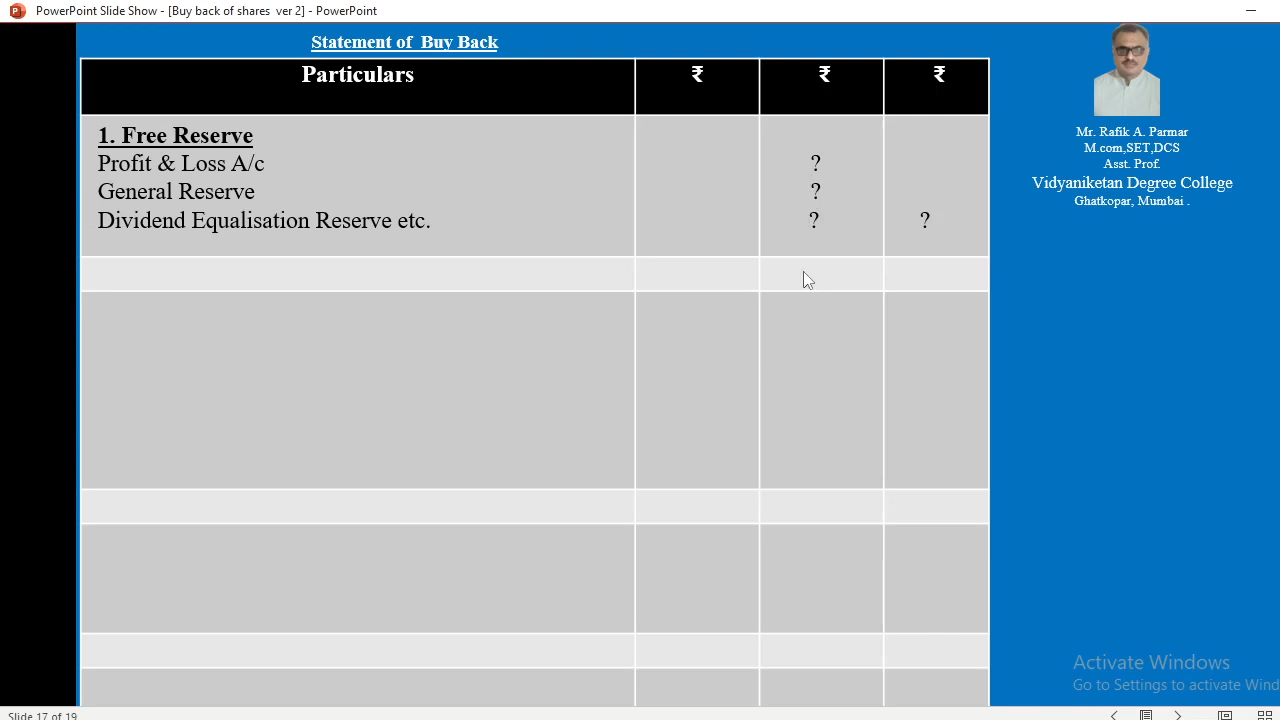 PowerPoint Slide Show - [Buy back of shares ver 2] - PowerPoint
Statement of Buy Back
Particulars ₹ ₹ ₹
1. Free Reserve
Profit & Loss A/c ?
General Reserve ?
Dividend Equalisation Reserve etc. ? ?
Mr. Rafik A. Parmar
M.com,SET,DCS
Asst. Prof.
Vidyaniketan Degree College
Ghatkopar, Mumbai .
Activate Windows
Go to Settings to activate Wind
Slide 17 of 19